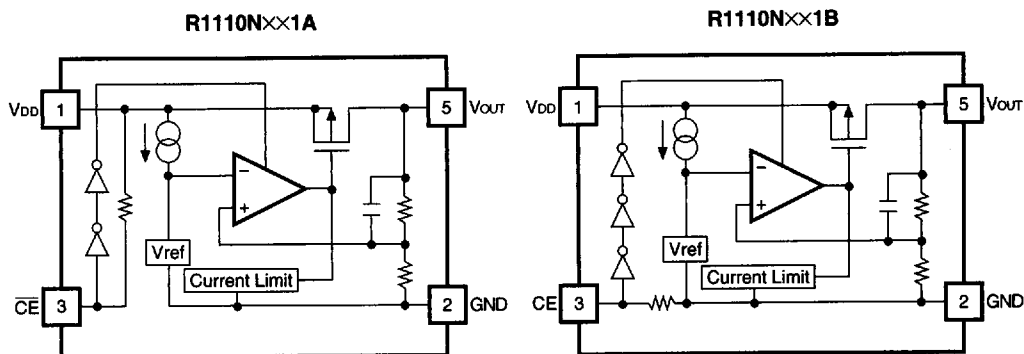 R1110N××1A
VDD
1
5
VOUT
−
+
Vref
Current Limit
CE
3
2
GND
R1110N××1B
VDD
1
5
VOUT
−
+
Vref
Current Limit
CE
3
2
GND